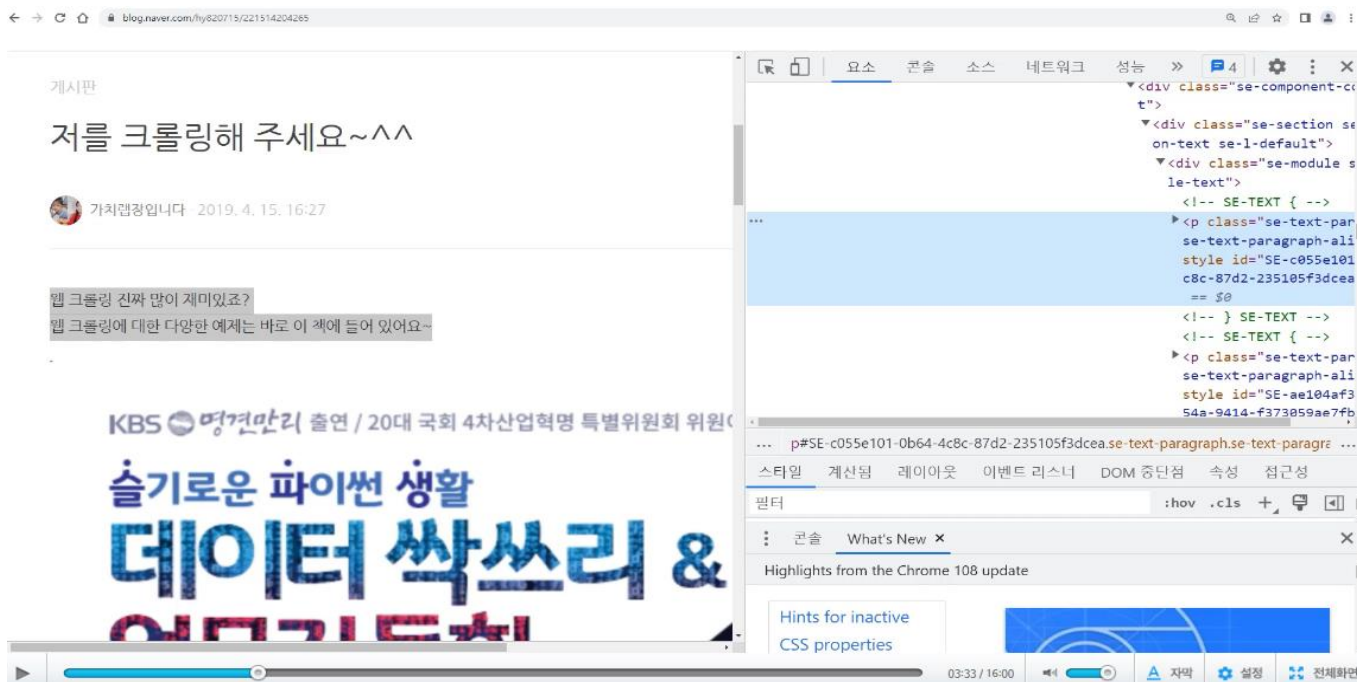 blog.naver.com/hy820715/221514204265
게시판
저를 크롤링해 주세요~^^
가치랩장입니다 · 2019. 4. 15. 16:27
웹 크롤링 진짜 많이 재미있죠?
웹 크롤링에 대한 다양한 예제는 바로 이 책에 들어 있어요~
.
KBS 명견만리 출연 / 20대 국회 4차산업혁명 특별위원회
슬기로운 파이썬 생활
데이터 싹쓰리 &
요소 콘솔 소스 네트워크 성능 » 4
▼<div class="se-component-co
t">
▼<div class="se-section se
on-text se-l-default">
▼<div class="se-module s
le-text">
<!-- SE-TEXT { -->
… ▶<p class="se-text-par
se-text-paragraph-ali
style id="SE-c055e101
c8c-87d2-235105f3dcea
== $0
<!-- } SE-TEXT -->
<!-- SE-TEXT { -->
▶<p class="se-text-par
se-text-paragraph-ali
style id="SE-ae104af3
54a-9414-f373059ae7fb
... p#SE-c055e101-0b64-4c8c-87d2-235105f3dcea.se-text-paragraph.se-text-paragra ...
스타일 계산됨 레이아웃 이벤트 리스너 DOM 중단점 속성 접근성
필터 :hov .cls +
콘솔 What's New ×
Highlights from the Chrome 108 update
Hints for inactive
CSS properties
03:33 / 16:00 A 자막 설정 전체화면